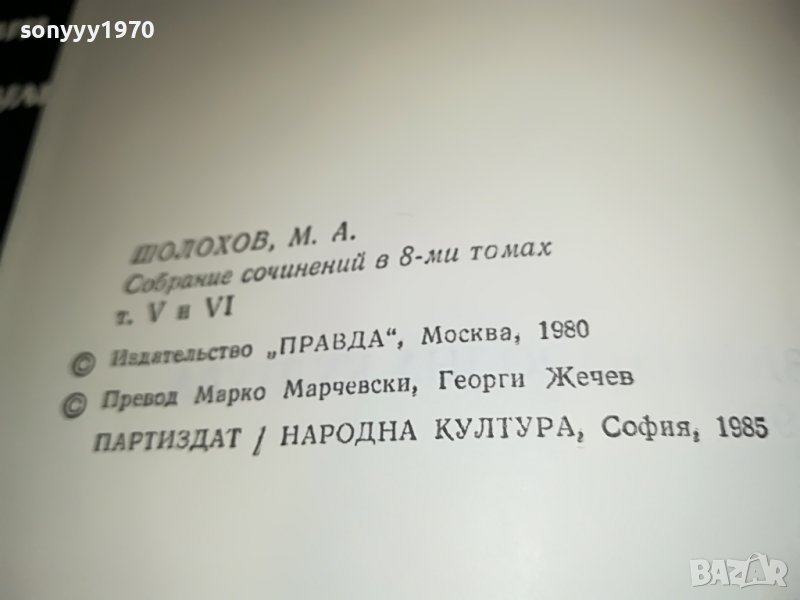 sonyyy1970
ШОЛОХОВ, М. А.
Собрание сочинений в 8-ми томах
т. V и VI
© Издательство „ПРАВДА“, Москва, 1980
© Превод Марко Марчевски, Георги Жечев
ПАРТИЗДАТ / НАРОДНА КУЛТУРА, София, 1985
BAZAR